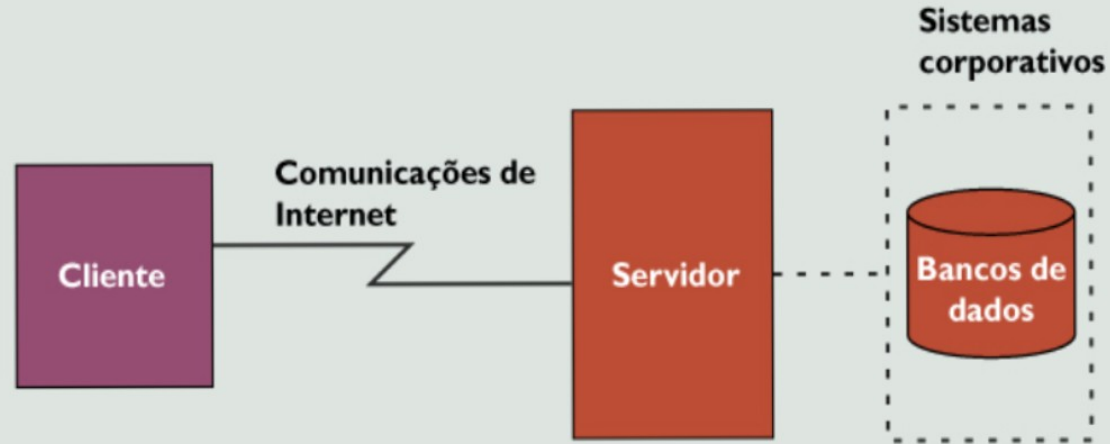 Sistemas
corporativos
Comunicações de
Internet
Cliente
Servidor
Bancos de
dados